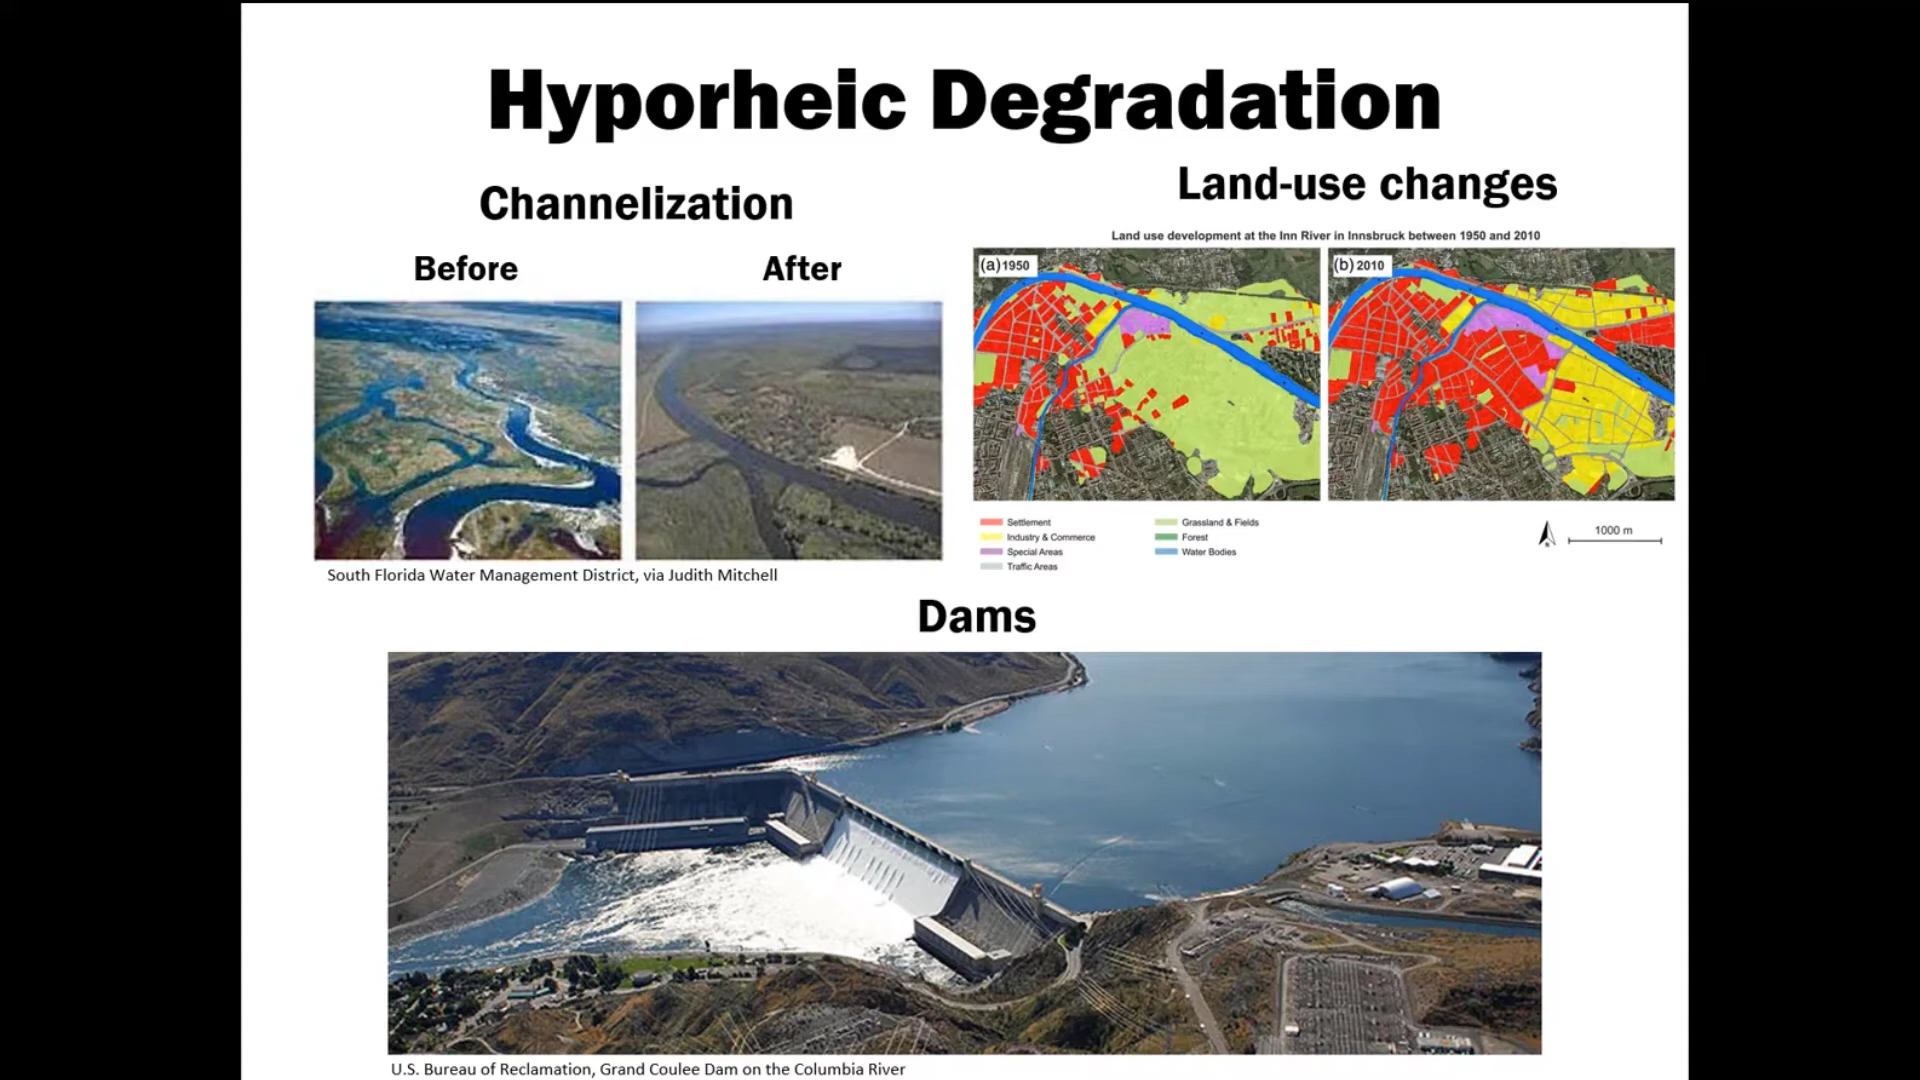 Hyporheic Degradation
Channelization
Before
After
South Florida Water Management District, via Judith Mitchell
Land-use changes
Land use development at the Inn River in Innsbruck between 1950 and 2010
(a) 1950
(b) 2010
Settlement
Industry & Commerce
Special Areas
Traffic Areas
Grassland & Fields
Forest
Water Bodies
N
1000 m
Dams
U.S. Bureau of Reclamation, Grand Coulee Dam on the Columbia River